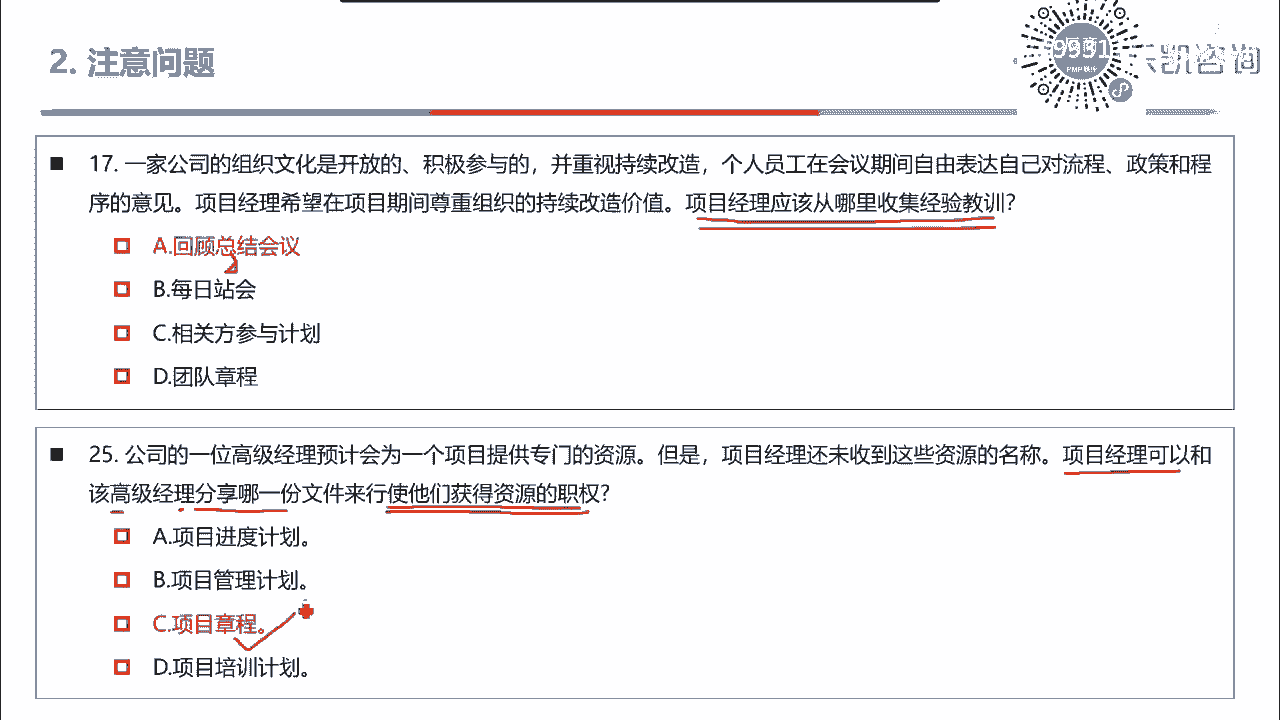 2. 注意问题
17. 一家公司的组织文化是开放的、积极参与的，并重视持续改造，个人员工在会议期间自由表达自己对流程、政策和程
序的意见。项目经理希望在项目期间尊重组织的持续改造价值。项目经理应该从哪里收集经验教训?
A.回顾总结会议
B.每日站会
C.相关方参与计划
D.团队章程
25. 公司的一位高级经理预计会为一个项目提供专门的资源。但是，项目经理还未收到这些资源的名称。项目经理可以和
该高级经理分享哪一份文件来行使他们获得资源的职权?
A.项目进度计划。
B.项目管理计划。
C.项目章程。
D.项目培训计划。